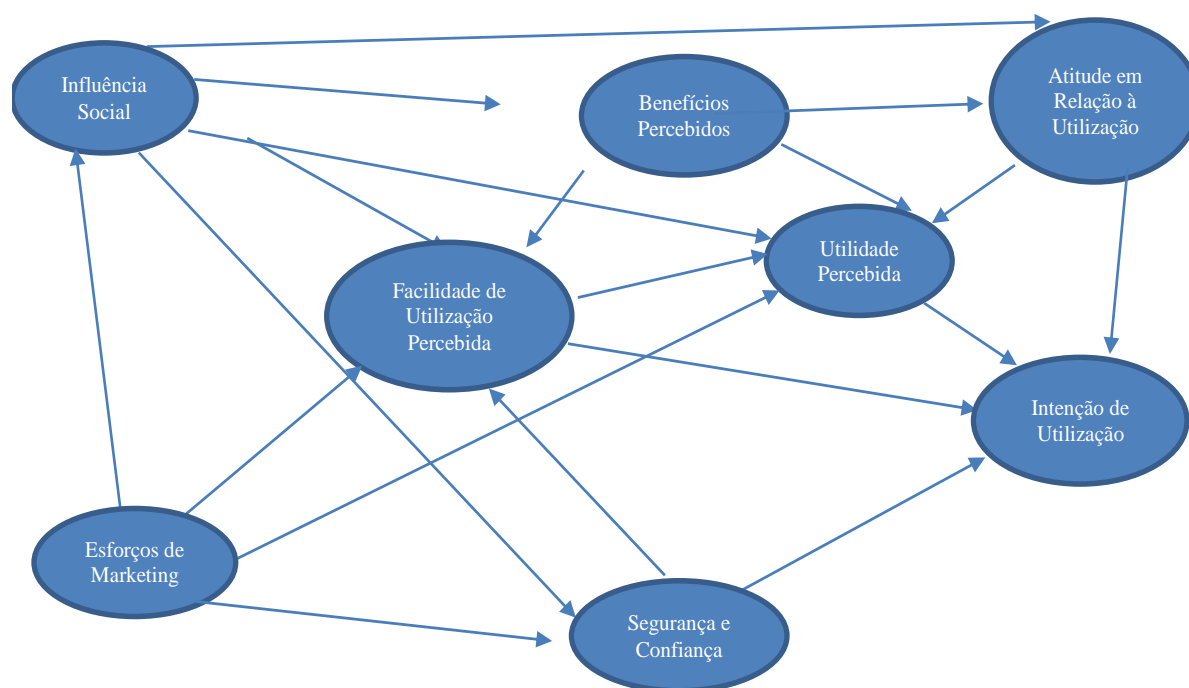 Influência
Social
Benefícios
Percebidos
Atitude em
Relação à
Utilização
Utilidade
Percebida
Facilidade de
Utilização
Percebida
Intenção de
Utilização
Esforços de
Marketing
Segurança e
Confiança